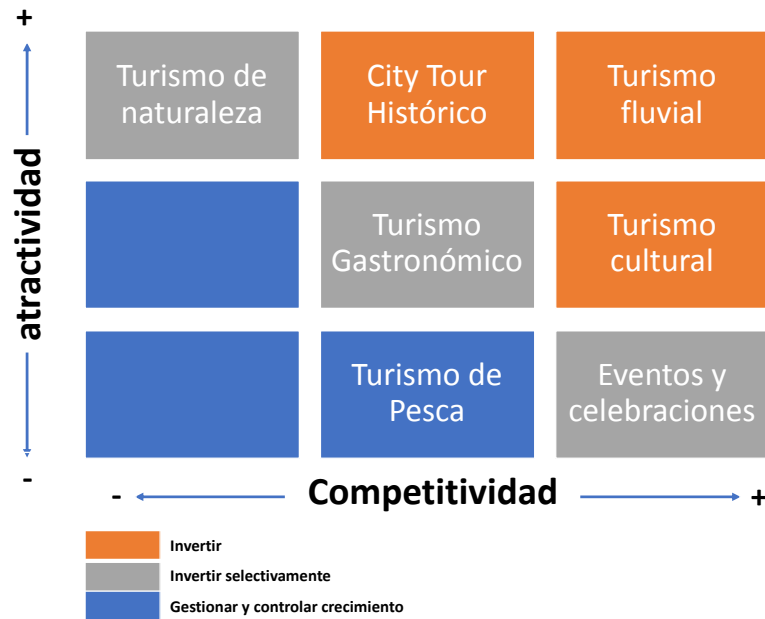 +
Turismo de
naturaleza
City Tour
Histórico
Turismo
fluvial
atractividad
Turismo
Gastronómico
Turismo
cultural
Turismo de
Pesca
Eventos y
celebraciones
-
- Competitividad +
Invertir
Invertir selectivamente
Gestionar y controlar crecimiento